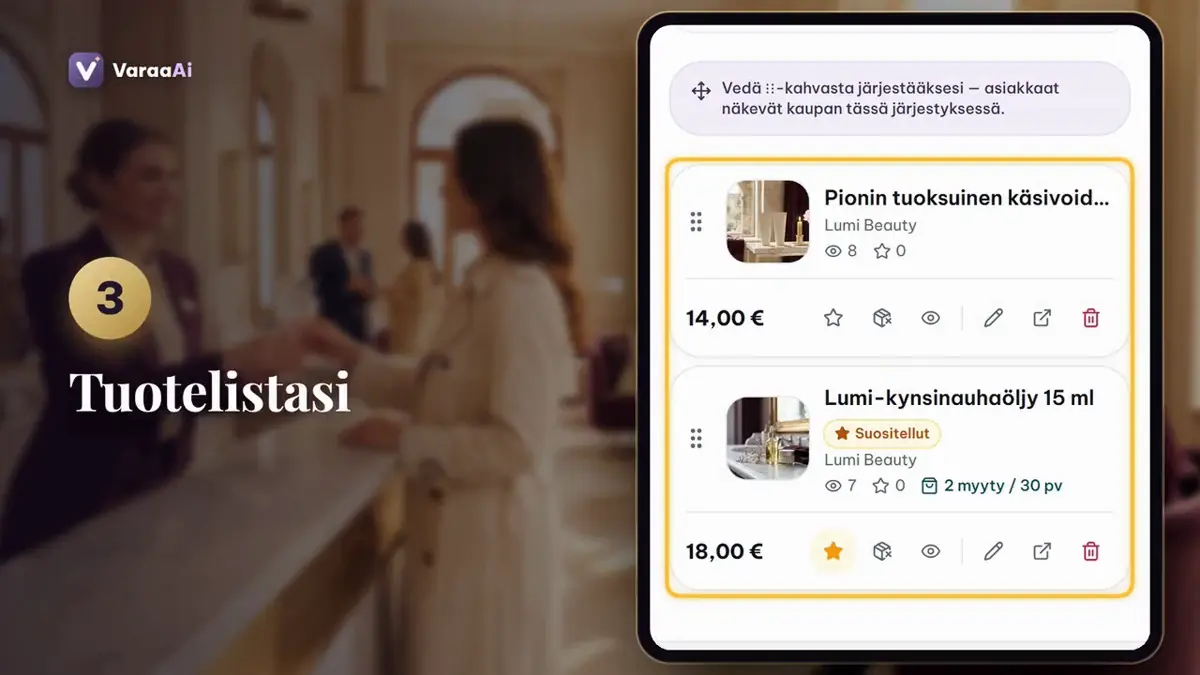 VaraaAi
3
Tuotelistasi
Vedä ⠿-kahvasta järjestääksesi — asiakkaat
näkevät kaupan tässä järjestyksessä.
Pionin tuoksuinen käsivoid...
Lumi Beauty
8 0
14,00 €
Lumi-kynsinauhaöljy 15 ml
Suositellut
Lumi Beauty
7 0 2 myyty / 30 pv
18,00 €